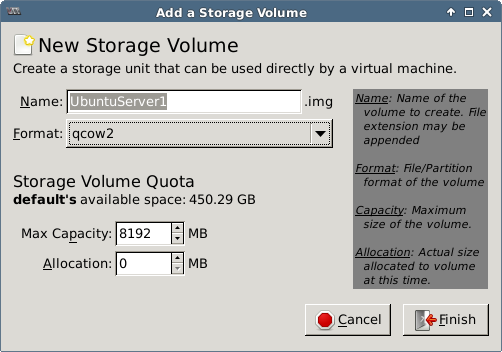 Add a Storage Volume
New Storage Volume
Create a storage unit that can be used directly by a virtual machine.
Name: UbuntuServer1 .img
Format: qcow2
Name: Name of the
volume to create. File
extension may be
appended
Format: File/Partition
format of the volume
Capacity: Maximum
size of the volume.
Allocation: Actual size
allocated to volume
at this time.
Storage Volume Quota
default's available space: 450.29 GB
Max Capacity: 8192 MB
Allocation: 0 MB
Cancel
Finish